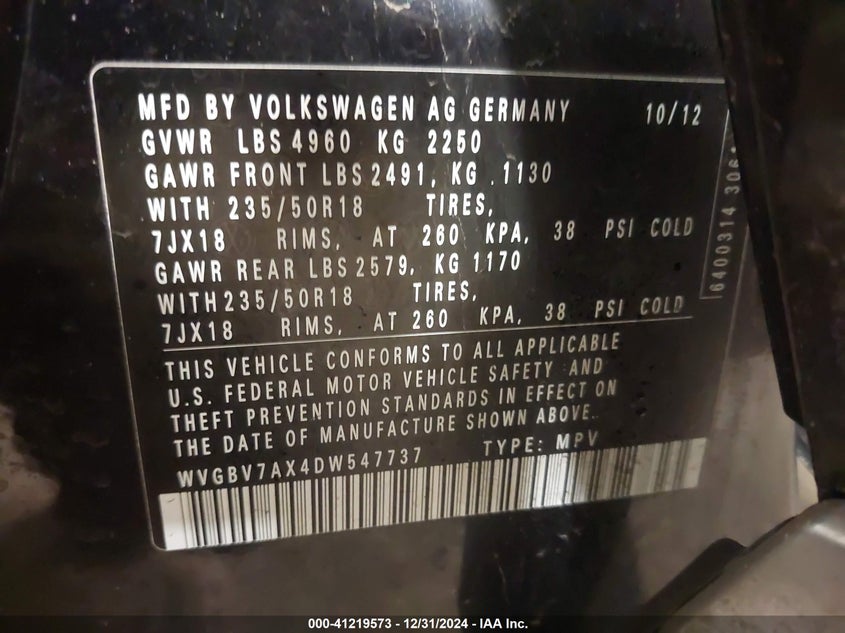 MFD BY VOLKSWAGEN AG GERMANY 10/12
GVWR LBS 4960 KG 2250
GAWR FRONT LBS 2491, KG .1130
WITH 235/50R18 TIRES,
7JX18 RIMS, AT 260 KPA, 38 PSI COLD
GAWR REAR LBS 2579, KG 1170
WITH 235/50R18 TIRES,
7JX18 RIMS, AT 260 KPA, 38 PSI COLD
THIS VEHICLE CONFORMS TO ALL APPLICABLE
U.S. FEDERAL MOTOR VEHICLE SAFETY AND
THEFT PREVENTION STANDARDS IN EFFECT ON
THE DATE OF MANUFACTURE SHOWN ABOVE.
WVGBV7AX4DW547737 TYPE: MPV
6400314
000-41219573 - 12/31/2024 - IAA Inc.